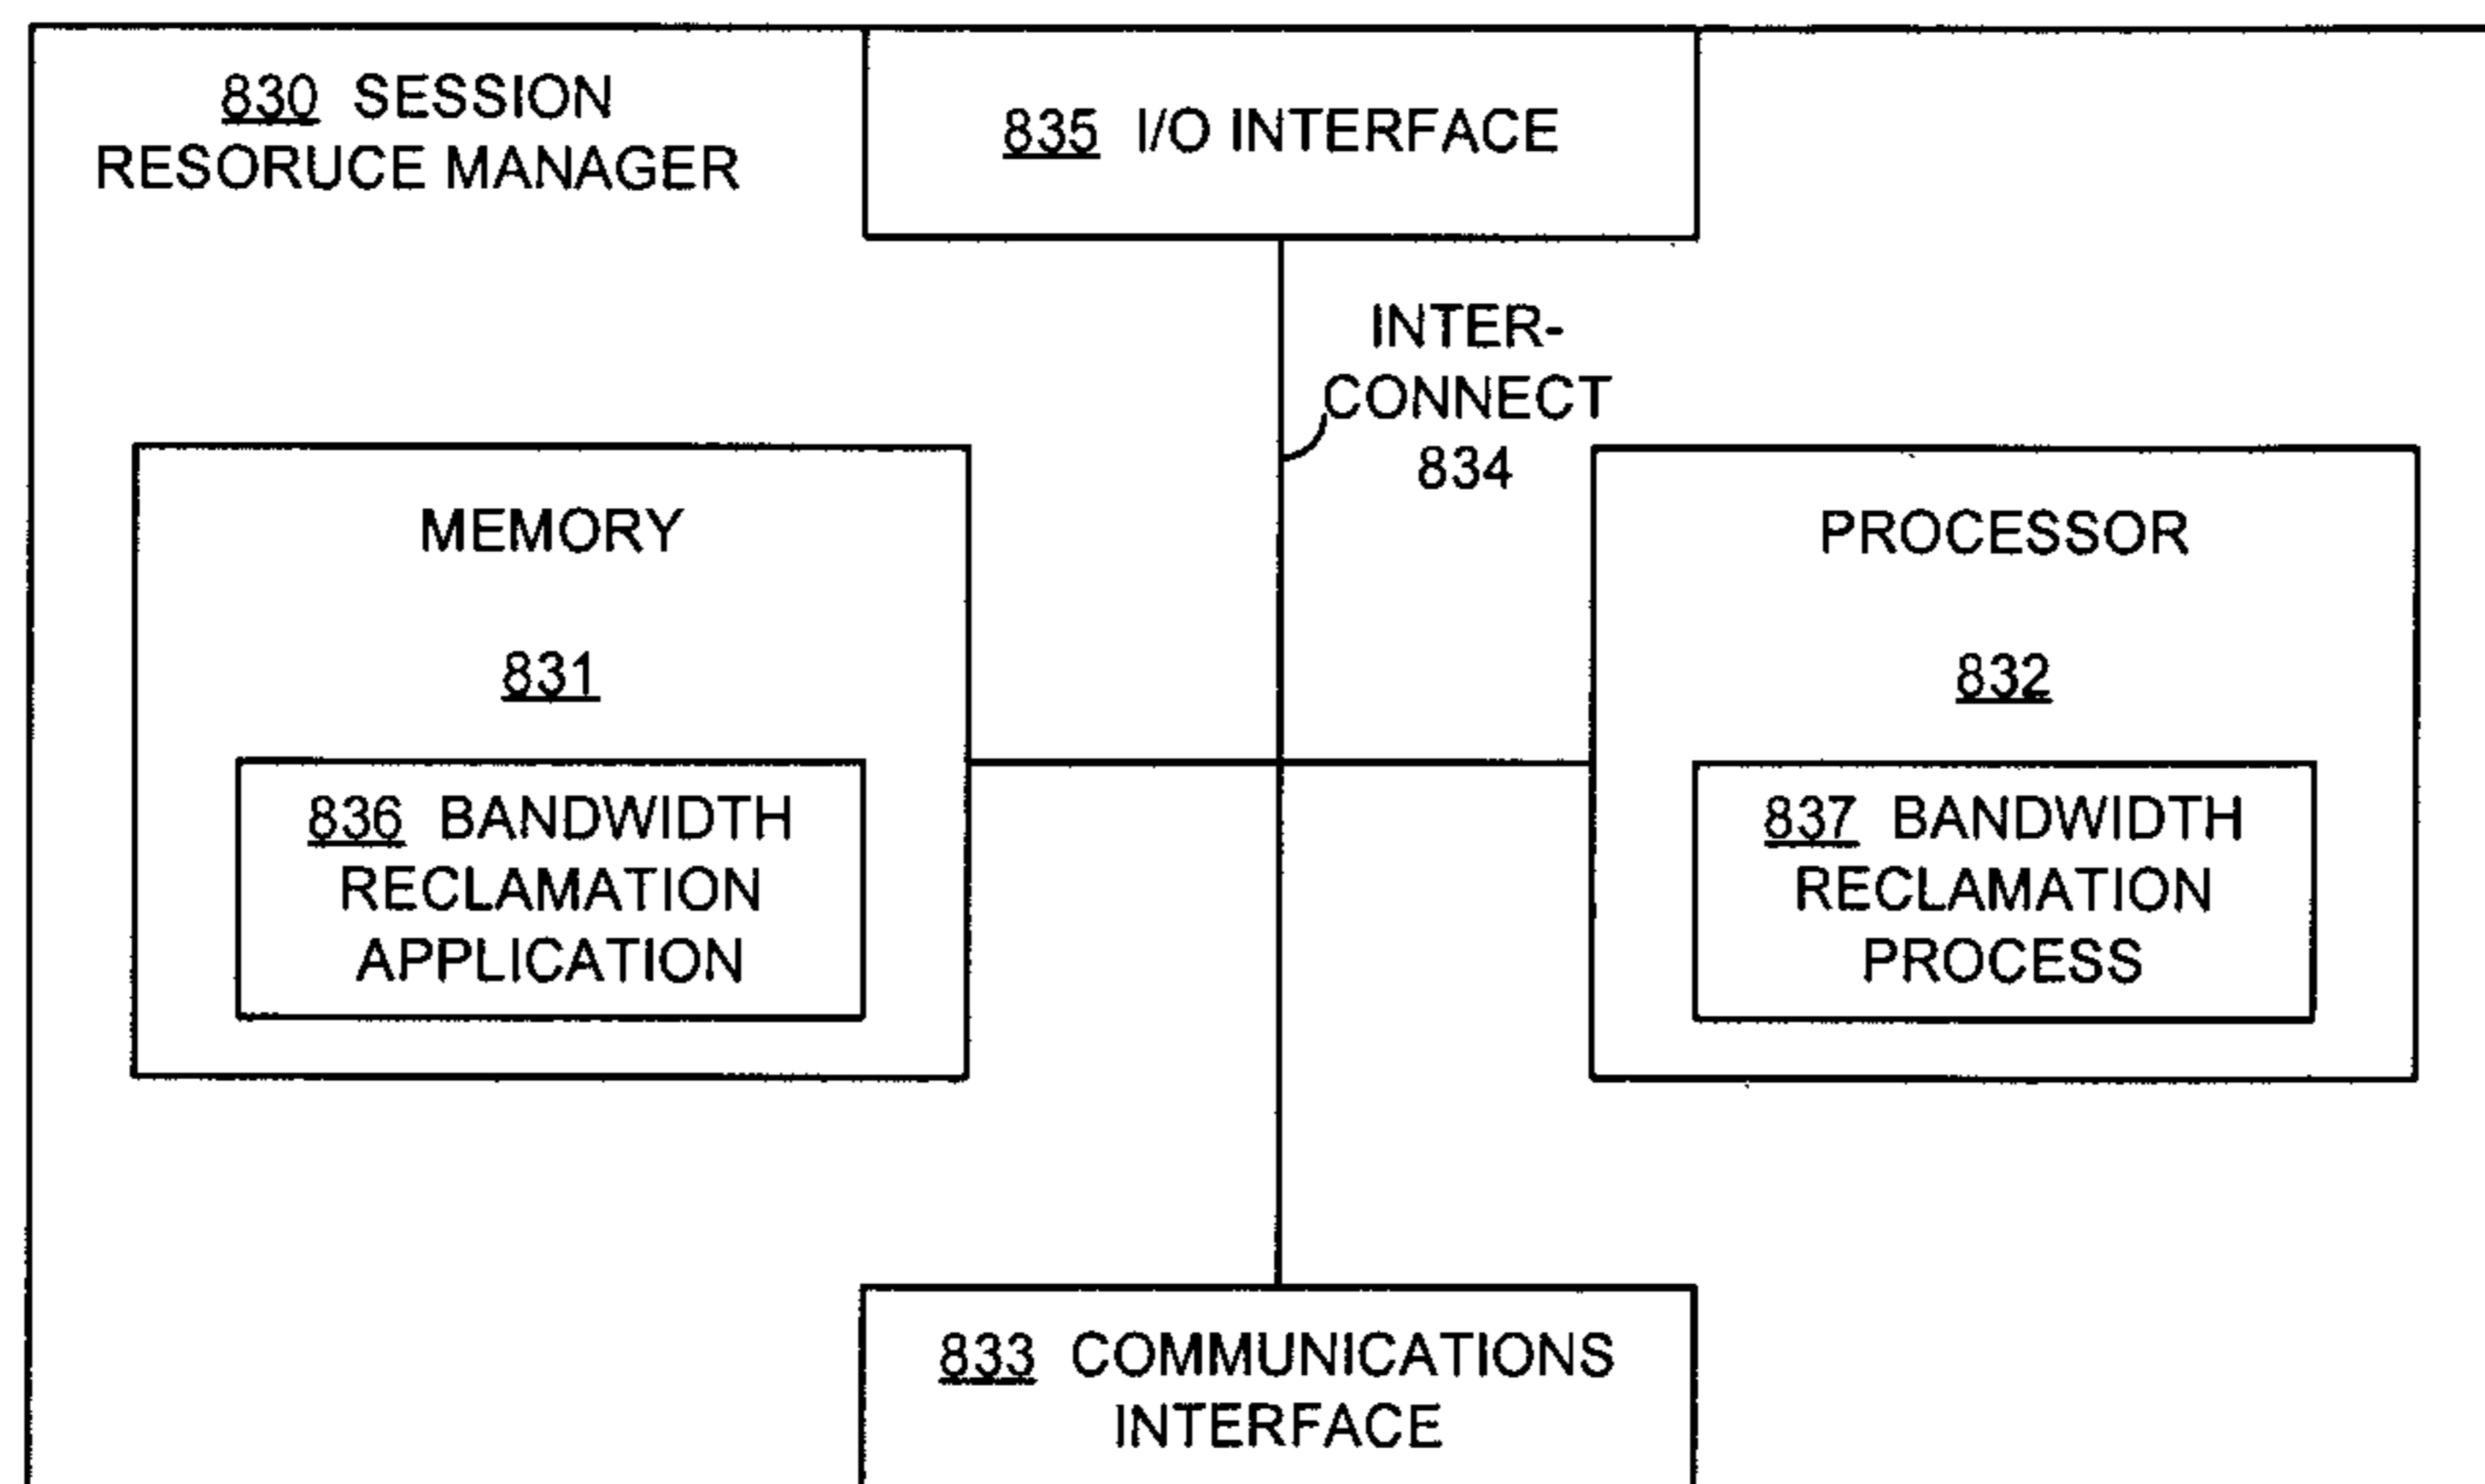 830 SESSION
RESORUCE MANAGER
835 I/O INTERFACE
INTER-
CONNECT
834
MEMORY
831
836 BANDWIDTH
RECLAMATION
APPLICATION
PROCESSOR
832
837 BANDWIDTH
RECLAMATION
PROCESS
833 COMMUNICATIONS
INTERFACE